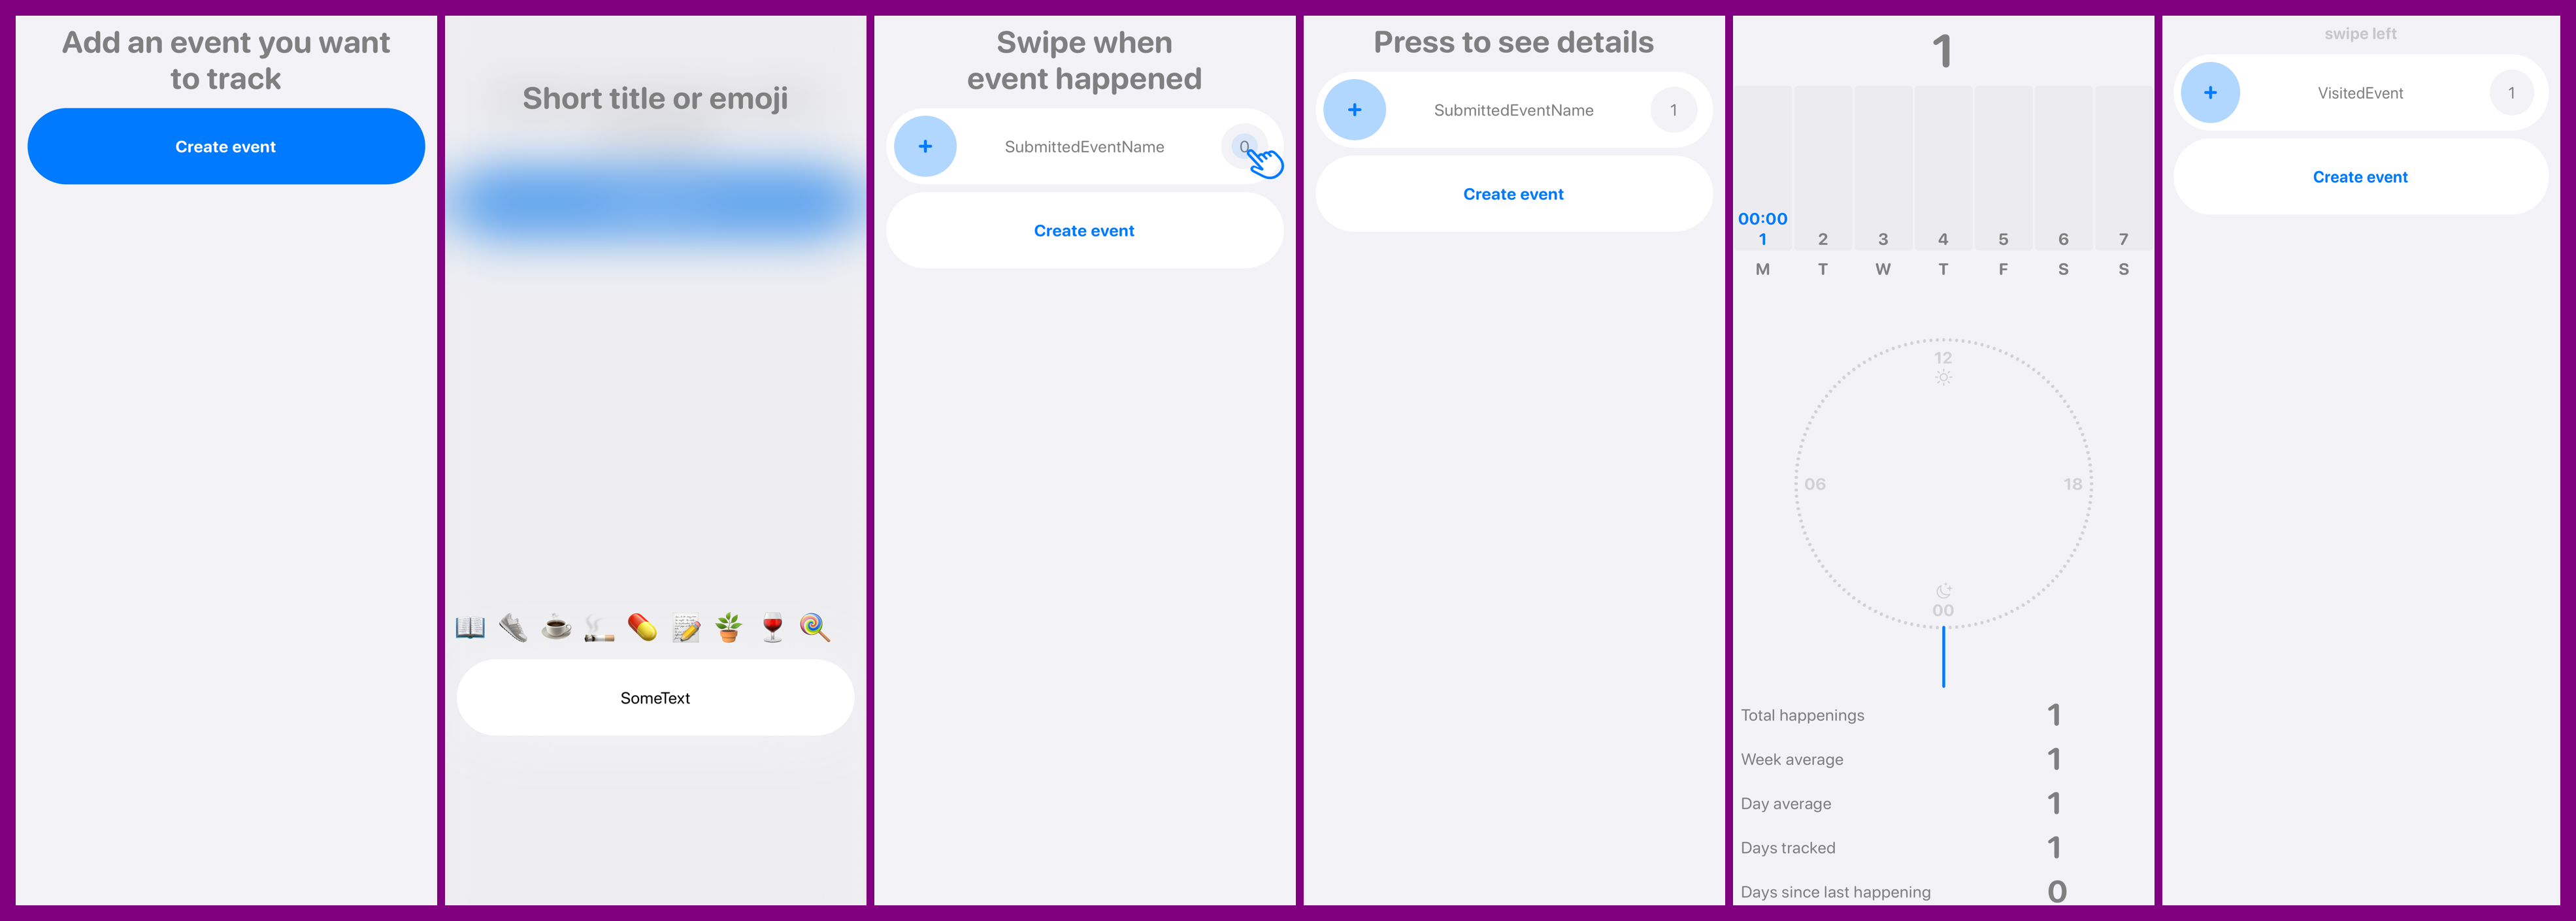 Add an event you want
to track
Create event
Short title or emoji
SomeText
Swipe when
event happened
+ SubmittedEventName 0
Create event
Press to see details
+ SubmittedEventName 1
Create event
1
00:00
1 2 3 4 5 6 7
M T W T F S S
12
06 18
00
Total happenings 1
Week average 1
Day average 1
Days tracked 1
Days since last happening 0
swipe left
+ VisitedEvent 1
Create event